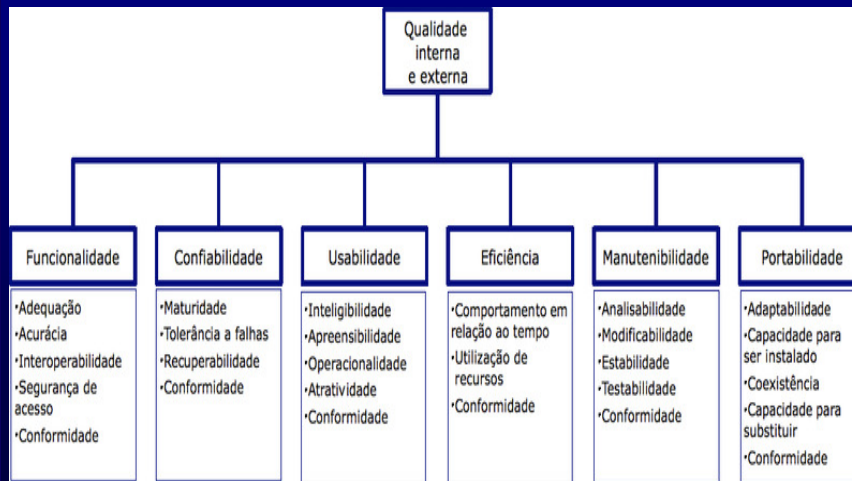 Qualidade
interna
e externa
Funcionalidade
•Adequação
•Acurácia
•Interoperabilidade
•Segurança de
acesso
•Conformidade
Confiabilidade
•Maturidade
•Tolerância a falhas
•Recuperabilidade
•Conformidade
Usabilidade
•Inteligibilidade
•Apreensibilidade
•Operacionalidade
•Atratividade
•Conformidade
Eficiência
•Comportamento em
relação ao tempo
•Utilização de
recursos
•Conformidade
Manutenibilidade
•Analisabilidade
•Modificabilidade
•Estabilidade
•Testabilidade
•Conformidade
Portabilidade
•Adaptabilidade
•Capacidade para
ser instalado
•Coexistência
•Capacidade para
substituir
•Conformidade